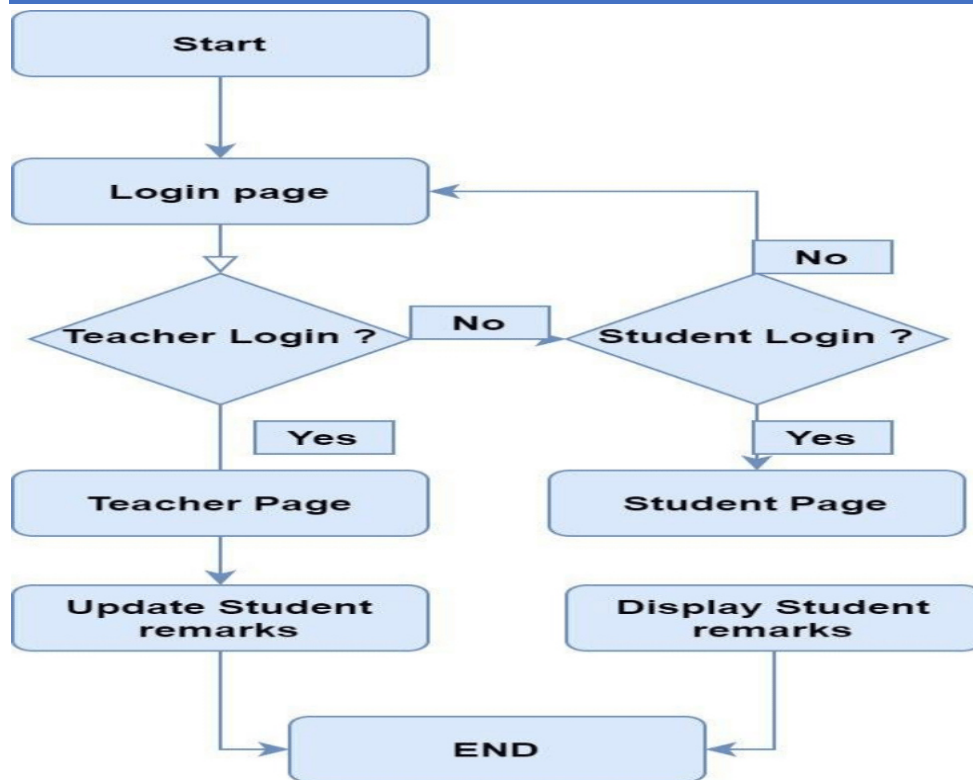 Start
Login page
No
Teacher Login ?
No
Student Login ?
Yes
Yes
Teacher Page
Student Page
Update Student
remarks
Display Student
remarks
END